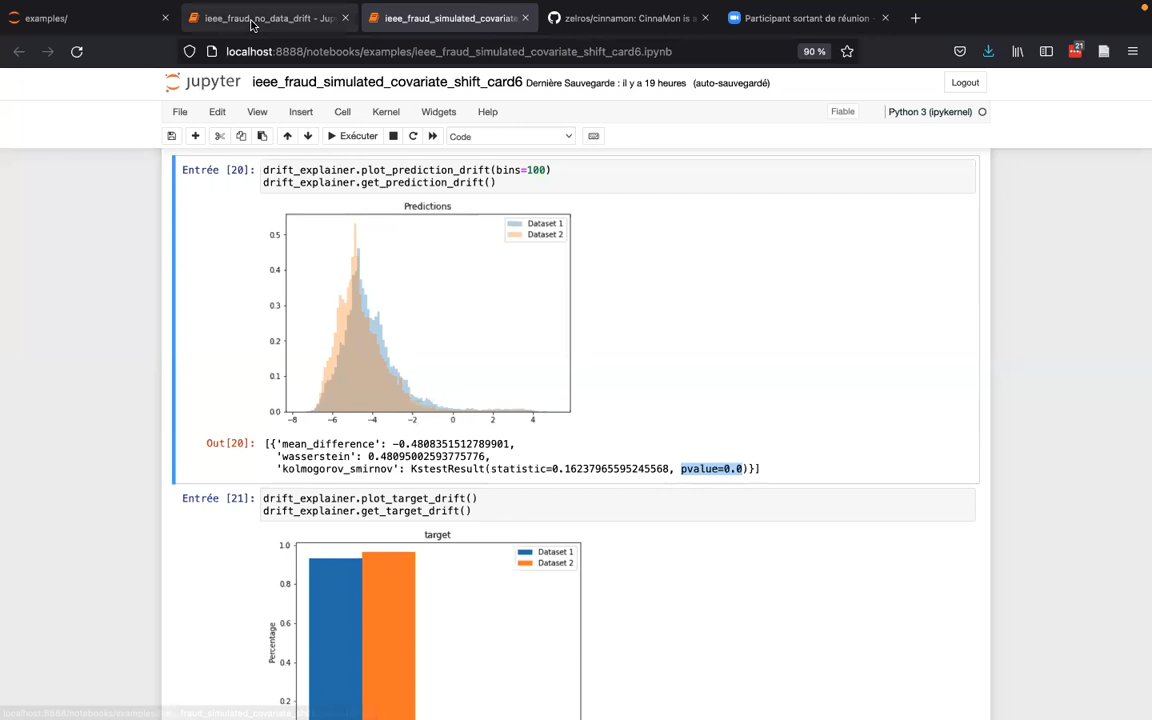 examples/
ieee_fraud_no_data_drift - Jup
ieee_fraud_simulated_covariate
zelros/cinnamon: CinnaMon is a
Participant sortant de réunion -
localhost:8888/notebooks/examples/ieee_fraud_simulated_covariate_shift_card6.ipynb
90 %
21
jupyter
ieee_fraud_simulated_covariate_shift_card6
Dernière Sauvegarde : il y a 19 heures
(auto-sauvegardé)
Logout
File
Edit
View
Insert
Cell
Kernel
Widgets
Help
Fiable
Python 3 (ipykernel)
Exécuter
Code
Entrée [20]:
drift_explainer.plot_prediction_drift(bins=100)
drift_explainer.get_prediction_drift()
Predictions
Dataset 1
Dataset 2
0.5
0.4
0.3
0.2
0.1
0.0
−8
−6
−4
−2
0
2
4
Out[20]:
[{'mean_difference': -0.4808351512789901,
'wasserstein': 0.48095002593775776,
'kolmogorov_smirnov': KstestResult(statistic=0.16237965595245568, pvalue=0.0)}]
Entrée [21]:
drift_explainer.plot_target_drift()
drift_explainer.get_target_drift()
target
Dataset 1
Dataset 2
1.0
0.8
0.6
0.4
0.2
Percentage